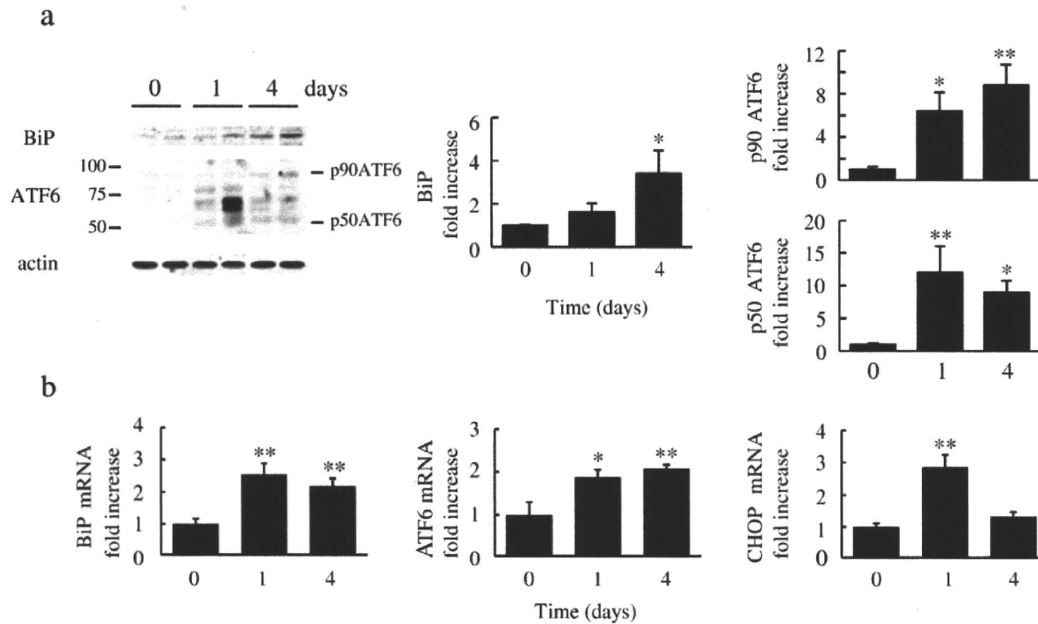 a
0 1 4 days
BiP
100
ATF6
75
50
p90ATF6
p50ATF6
actin
BiP
fold increase
6
4
2
0
*
0 1 4
Time (days)
p90 ATF6
fold increase
12
8
4
0
*
**
p50 ATF6
fold increase
20
15
10
5
0
**
*
0 1 4
b
BiP mRNA
fold increase
4
3
2
1
0
**
**
0 1 4
ATF6 mRNA
fold increase
3
2
1
0
*
**
0 1 4
Time (days)
CHOP mRNA
fold increase
4
3
2
1
0
**
0 1 4